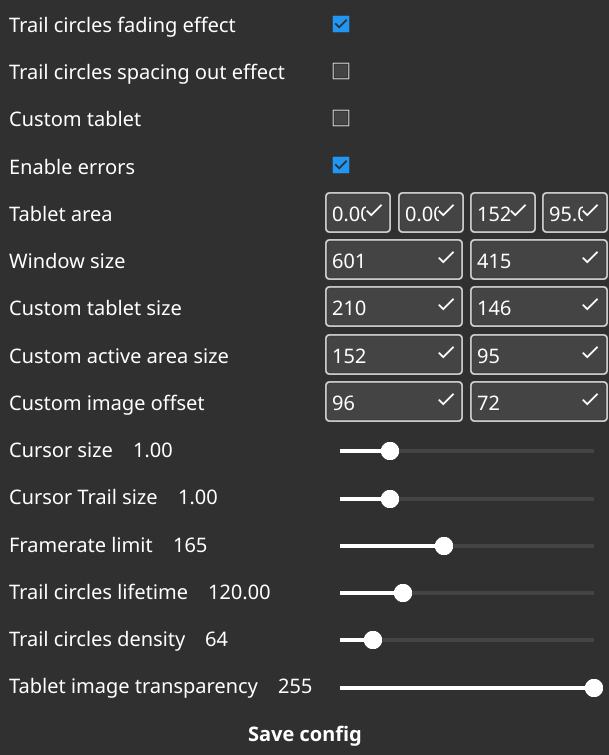 Trail circles fading effect
Trail circles spacing out effect
Custom tablet
Enable errors
Tablet area 0.00 0.00 152 95.0
Window size 601 415
Custom tablet size 210 146
Custom active area size 152 95
Custom image offset 96 72
Cursor size 1.00
Cursor Trail size 1.00
Framerate limit 165
Trail circles lifetime 120.00
Trail circles density 64
Tablet image transparency 255
Save config